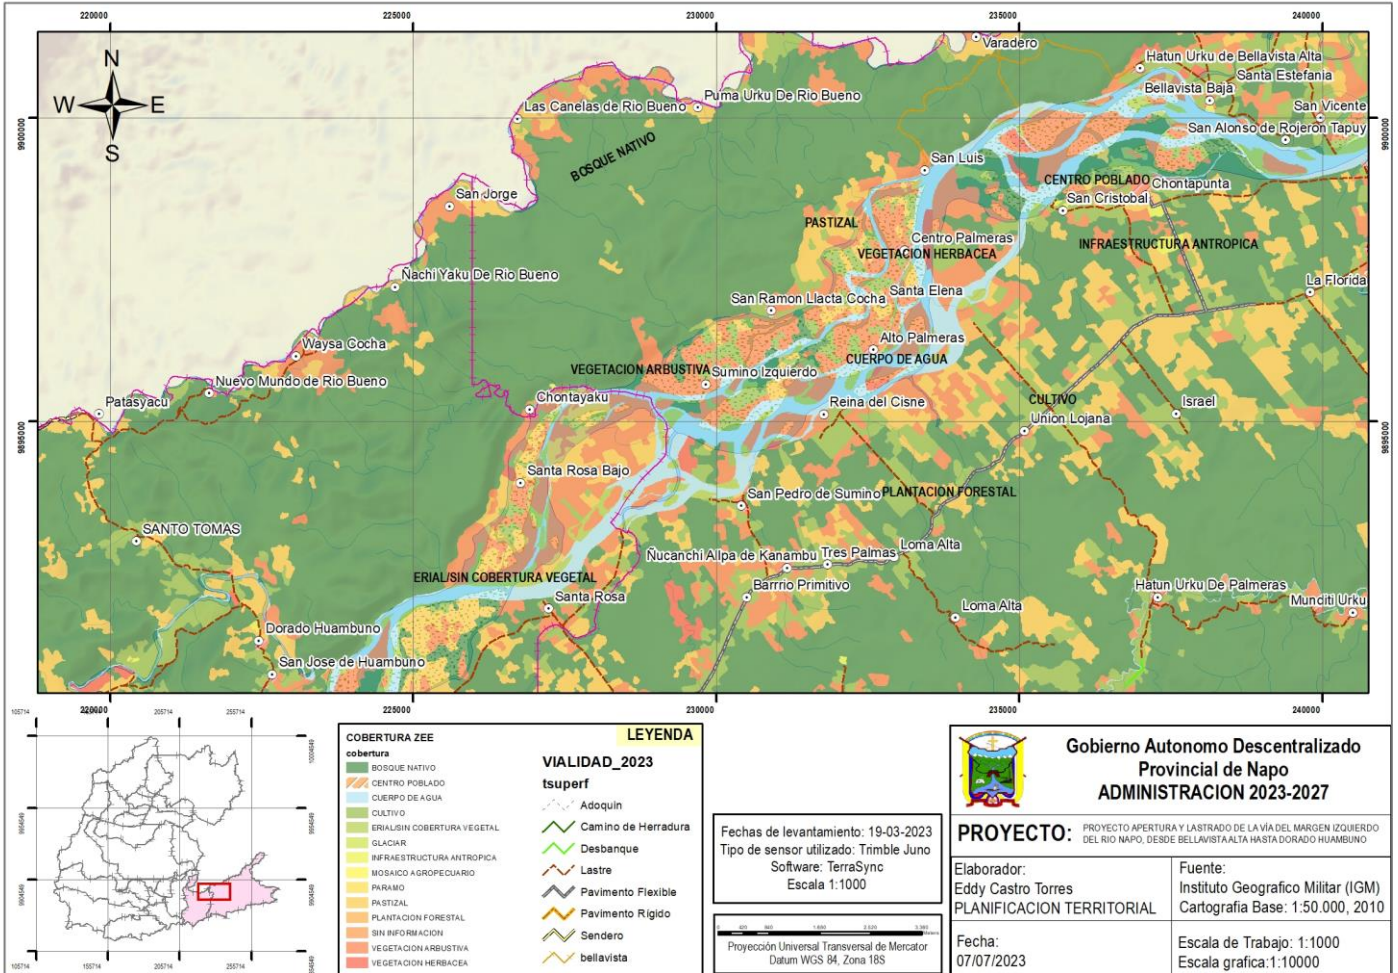 220000
225000
230000
235000
240000
N
W
E
S
Varadero
Hatun Urku de Bellavista Alta
Santa Estefania
Bellavista Baja
San Vicente
Puma Urku De Rio Bueno
Las Canelas de Rio Bueno
9900000
9900000
San Alonso de Rojeron Tapuy
BOSQUE NATIVO
San Luis
CENTRO POBLADO
Chontapunta
San Jorge
San Cristobal
PASTIZAL
Centro Palmeras
INFRAESTRUCTURA ANTROPICA
VEGETACION HERBACEA
Ñachi Yaku De Rio Bueno
La Florida
Santa Elena
San Ramon Llacta Cocha
Waysa Cocha
Alto Palmeras
CUERPO DE AGUA
VEGETACION ARBUSTIVA
Sumino Izquierdo
Nuevo Mundo de Rio Bueno
Chontayaku
CULTIVO
Patasyacu
Reina del Cisne
Israel
9895000
9895000
Union Lojana
Santa Rosa Bajo
San Pedro de Sumino
PLANTACION FORESTAL
SANTO TOMAS
Loma Alta
Ñucanchi Allpa de Kanambu
Tres Palmas
ERIAL/SIN COBERTURA VEGETAL
Barrrio Primitivo
Hatun Urku De Palmeras
Santa Rosa
Loma Alta
Munditi Urku
Dorado Huambuno
San Jose de Huambuno
220000
225000
230000
235000
240000
105714
205714
255714
105714
155714
205714
255714
LEYENDA
COBERTURA ZEE
cobertura
BOSQUE NATIVO
CENTRO POBLADO
CUERPO DE AGUA
CULTIVO
ERIAL/SIN COBERTURA VEGETAL
GLACIAR
INFRAESTRUCTURA ANTROPICA
MOSAICO AGROPECUARIO
PARAMO
PASTIZAL
PLANTACION FORESTAL
SIN INFORMACION
VEGETACION ARBUSTIVA
VEGETACION HERBACEA
VIALIDAD_2023
tsuperf
Adoquin
Camino de Herradura
Desbanque
Lastre
Pavimento Flexible
Pavimento Rígido
Sendero
bellavista
Fechas de levantamiento: 19-03-2023
Tipo de sensor utilizado: Trimble Juno
Software: TerraSync
Escala 1:1000
Proyección Universal Transversal de Mercator
Datum WGS 84, Zona 18S
Gobierno Autonomo Descentralizado
Provincial de Napo
ADMINISTRACION 2023-2027
PROYECTO: PROYECTO APERTURA Y LASTRADO DE LA VÍA DEL MARGEN IZQUIERDO
DEL RIO NAPO, DESDE BELLAVISTA ALTA HASTA DORADO HUAMBUNO
Elaborador:
Eddy Castro Torres
PLANIFICACION TERRITORIAL
Fuente:
Instituto Geografico Militar (IGM)
Cartografia Base: 1:50.000, 2010
Fecha:
07/07/2023
Escala de Trabajo: 1:1000
Escala grafica:1:10000